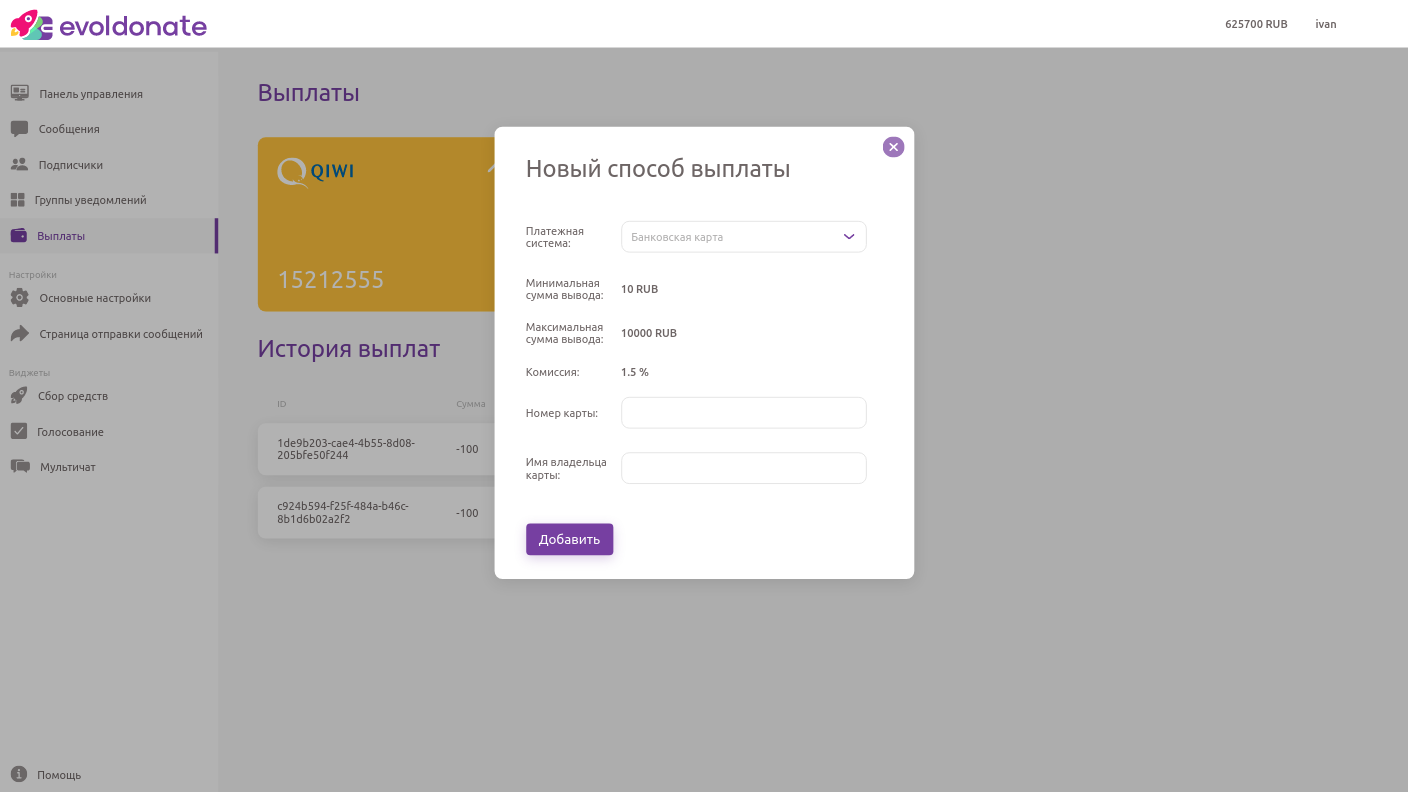 evoldonate
625700 RUB
ivan
Панель управления
Сообщения
Подписчики
Группы уведомлений
Выплаты
Настройки
Основные настройки
Страница отправки сообщений
Виджеты
Сбор средств
Голосование
Мультичат
Помощь
Выплаты
QIWI
15212555
История выплат
ID
Сумма
1de9b203-cae4-4b55-8d08-
205bfe50f244
-100
c924b594-f25f-484a-b46c-
8b1d6b02a2f2
-100
Новый способ выплаты
Платежная
система:
Банковская карта
Минимальная
сумма вывода:
10 RUB
Максимальная
сумма вывода:
10000 RUB
Комиссия:
1.5 %
Номер карты:
Имя владельца
карты:
Добавить